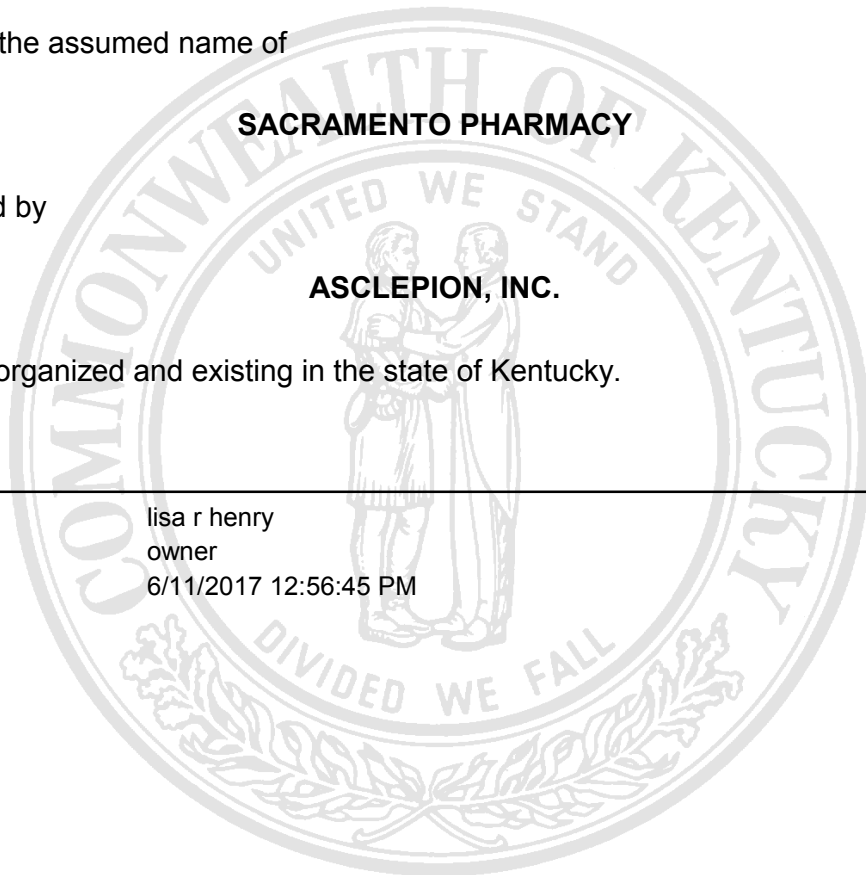 the assumed name of
SACRAMENTO PHARMACY
d by
ASCLEPION, INC.
organized and existing in the state of Kentucky.
lisa r henry
owner
6/11/2017 12:56:45 PM
COMMONWEALTH OF KENTUCKY
UNITED WE STAND
DIVIDED WE FALL